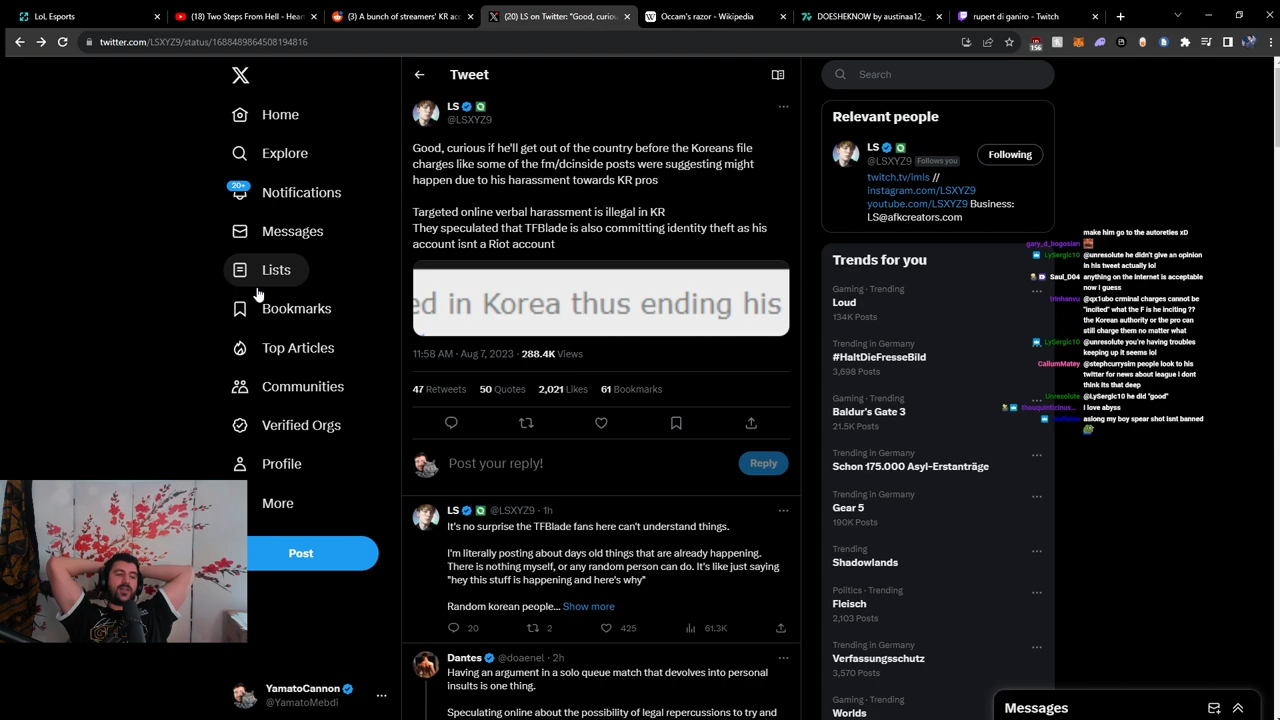 LoL Esports
(18) Two Steps From Hell - Hear
(3) A bunch of streamers' KR ac
(20) LS on Twitter: "Good, curiou
Occam's razor - Wikipedia
DOESHEKNOW by austinaa12_
rupert di ganiro - Twitch
twitter.com/LSXYZ9/status/1688489864508194816
156
Home
Explore
20+
Notifications
Messages
Lists
Bookmarks
Top Articles
Communities
Verified Orgs
Profile
More
Post
YamatoCannon
@YamatoMebdi
Tweet
LS
@LSXYZ9
Good, curious if he'll get out of the country before the Koreans file
charges like some of the fm/dcinside posts were suggesting might
happen due to his harassment towards KR pros
Targeted online verbal harassment is illegal in KR
They speculated that TFBlade is also committing identity theft as his
account isnt a Riot account
ed in Korea thus ending his
11:58 AM · Aug 7, 2023 · 288.4K Views
47 Retweets 50 Quotes 2,021 Likes 61 Bookmarks
Post your reply!
Reply
LS @LSXYZ9 · 1h
It's no surprise the TFBlade fans here can't understand things.
I'm literally posting about days old things that are already happening.
There is nothing myself, or any random person can do. It's like just saying
"hey this stuff is happening and here's why"
Random korean people... Show more
20 2 425 61.3K
Dantes @doaenel · 2h
Having an argument in a solo queue match that devolves into personal
insults is one thing.
Speculating online about the possibility of legal repercussions to try and
Search
Relevant people
LS
@LSXYZ9 Follows you
Following
twitch.tv/imls //
instagram.com/LSXYZ9
youtube.com/LSXYZ9 Business:
LS@afkcreators.com
Trends for you
Gaming · Trending
Loud
134K Posts
Trending in Germany
#HaltDieFresseBild
3,698 Posts
Gaming · Trending
Baldur's Gate 3
21.5K Posts
Trending in Germany
Schon 175.000 Asyl-Erstanträge
Trending in Germany
Gear 5
190K Posts
Trending
Shadowlands
Politics · Trending
Fleisch
2,103 Posts
Trending in Germany
Verfassungsschutz
3,570 Posts
Gaming · Trending
Worlds
Messages
make him go to the autoreties xD
gary_d_bogosian
LySergic10 @unresolute he didn't give an opinion
in his tweet actually lol
Saul_D04 anything on the internet is acceptable
now I guess
trinhamvu @qx1ubo crminal charges cannot be
"incited" what the F is he inciting ??
the Korean authority or the pro can
still charge them no matter what
LySergic10 @unresolute you're having troubles
keeping up it seems lol
CallumMatey @stephcurrysim people look to his
twitter for news about league i dont
think its that deep
Unresolute @LySergic10 he did "good"
thouquinticinus... I love abyss
aslong my boy spear shot isnt banned